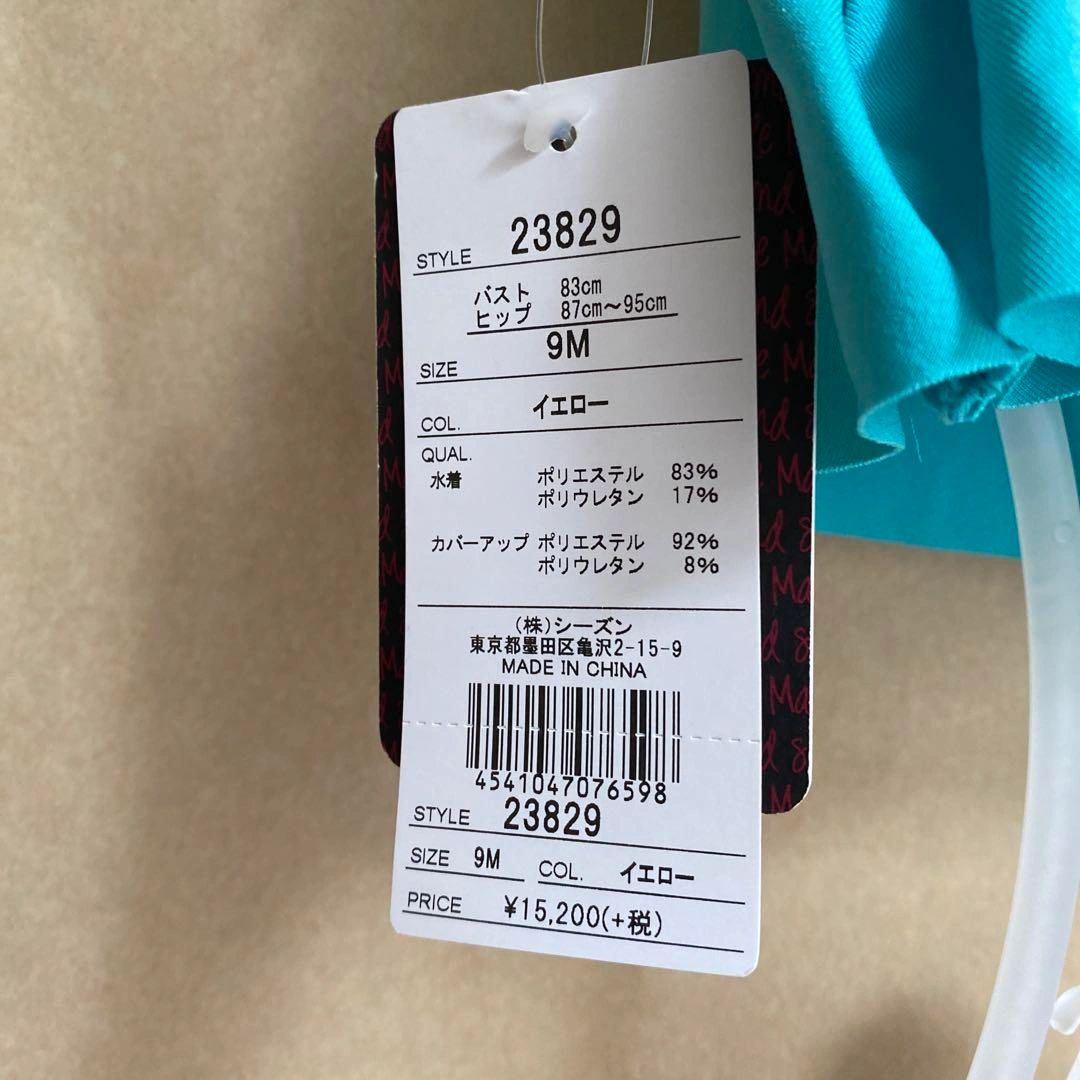 STYLE 23829
バスト 83cm
ヒップ 87cm～95cm
SIZE 9M
COL. イエロー
QUAL.
水着 ポリエステル 83%
ポリウレタン 17%
カバーアップ ポリエステル 92%
ポリウレタン 8%
(株)シーズン
東京都墨田区亀沢2-15-9
MADE IN CHINA
4541047076598
STYLE 23829
SIZE 9M COL. イエロー
PRICE ¥15,200(+税)